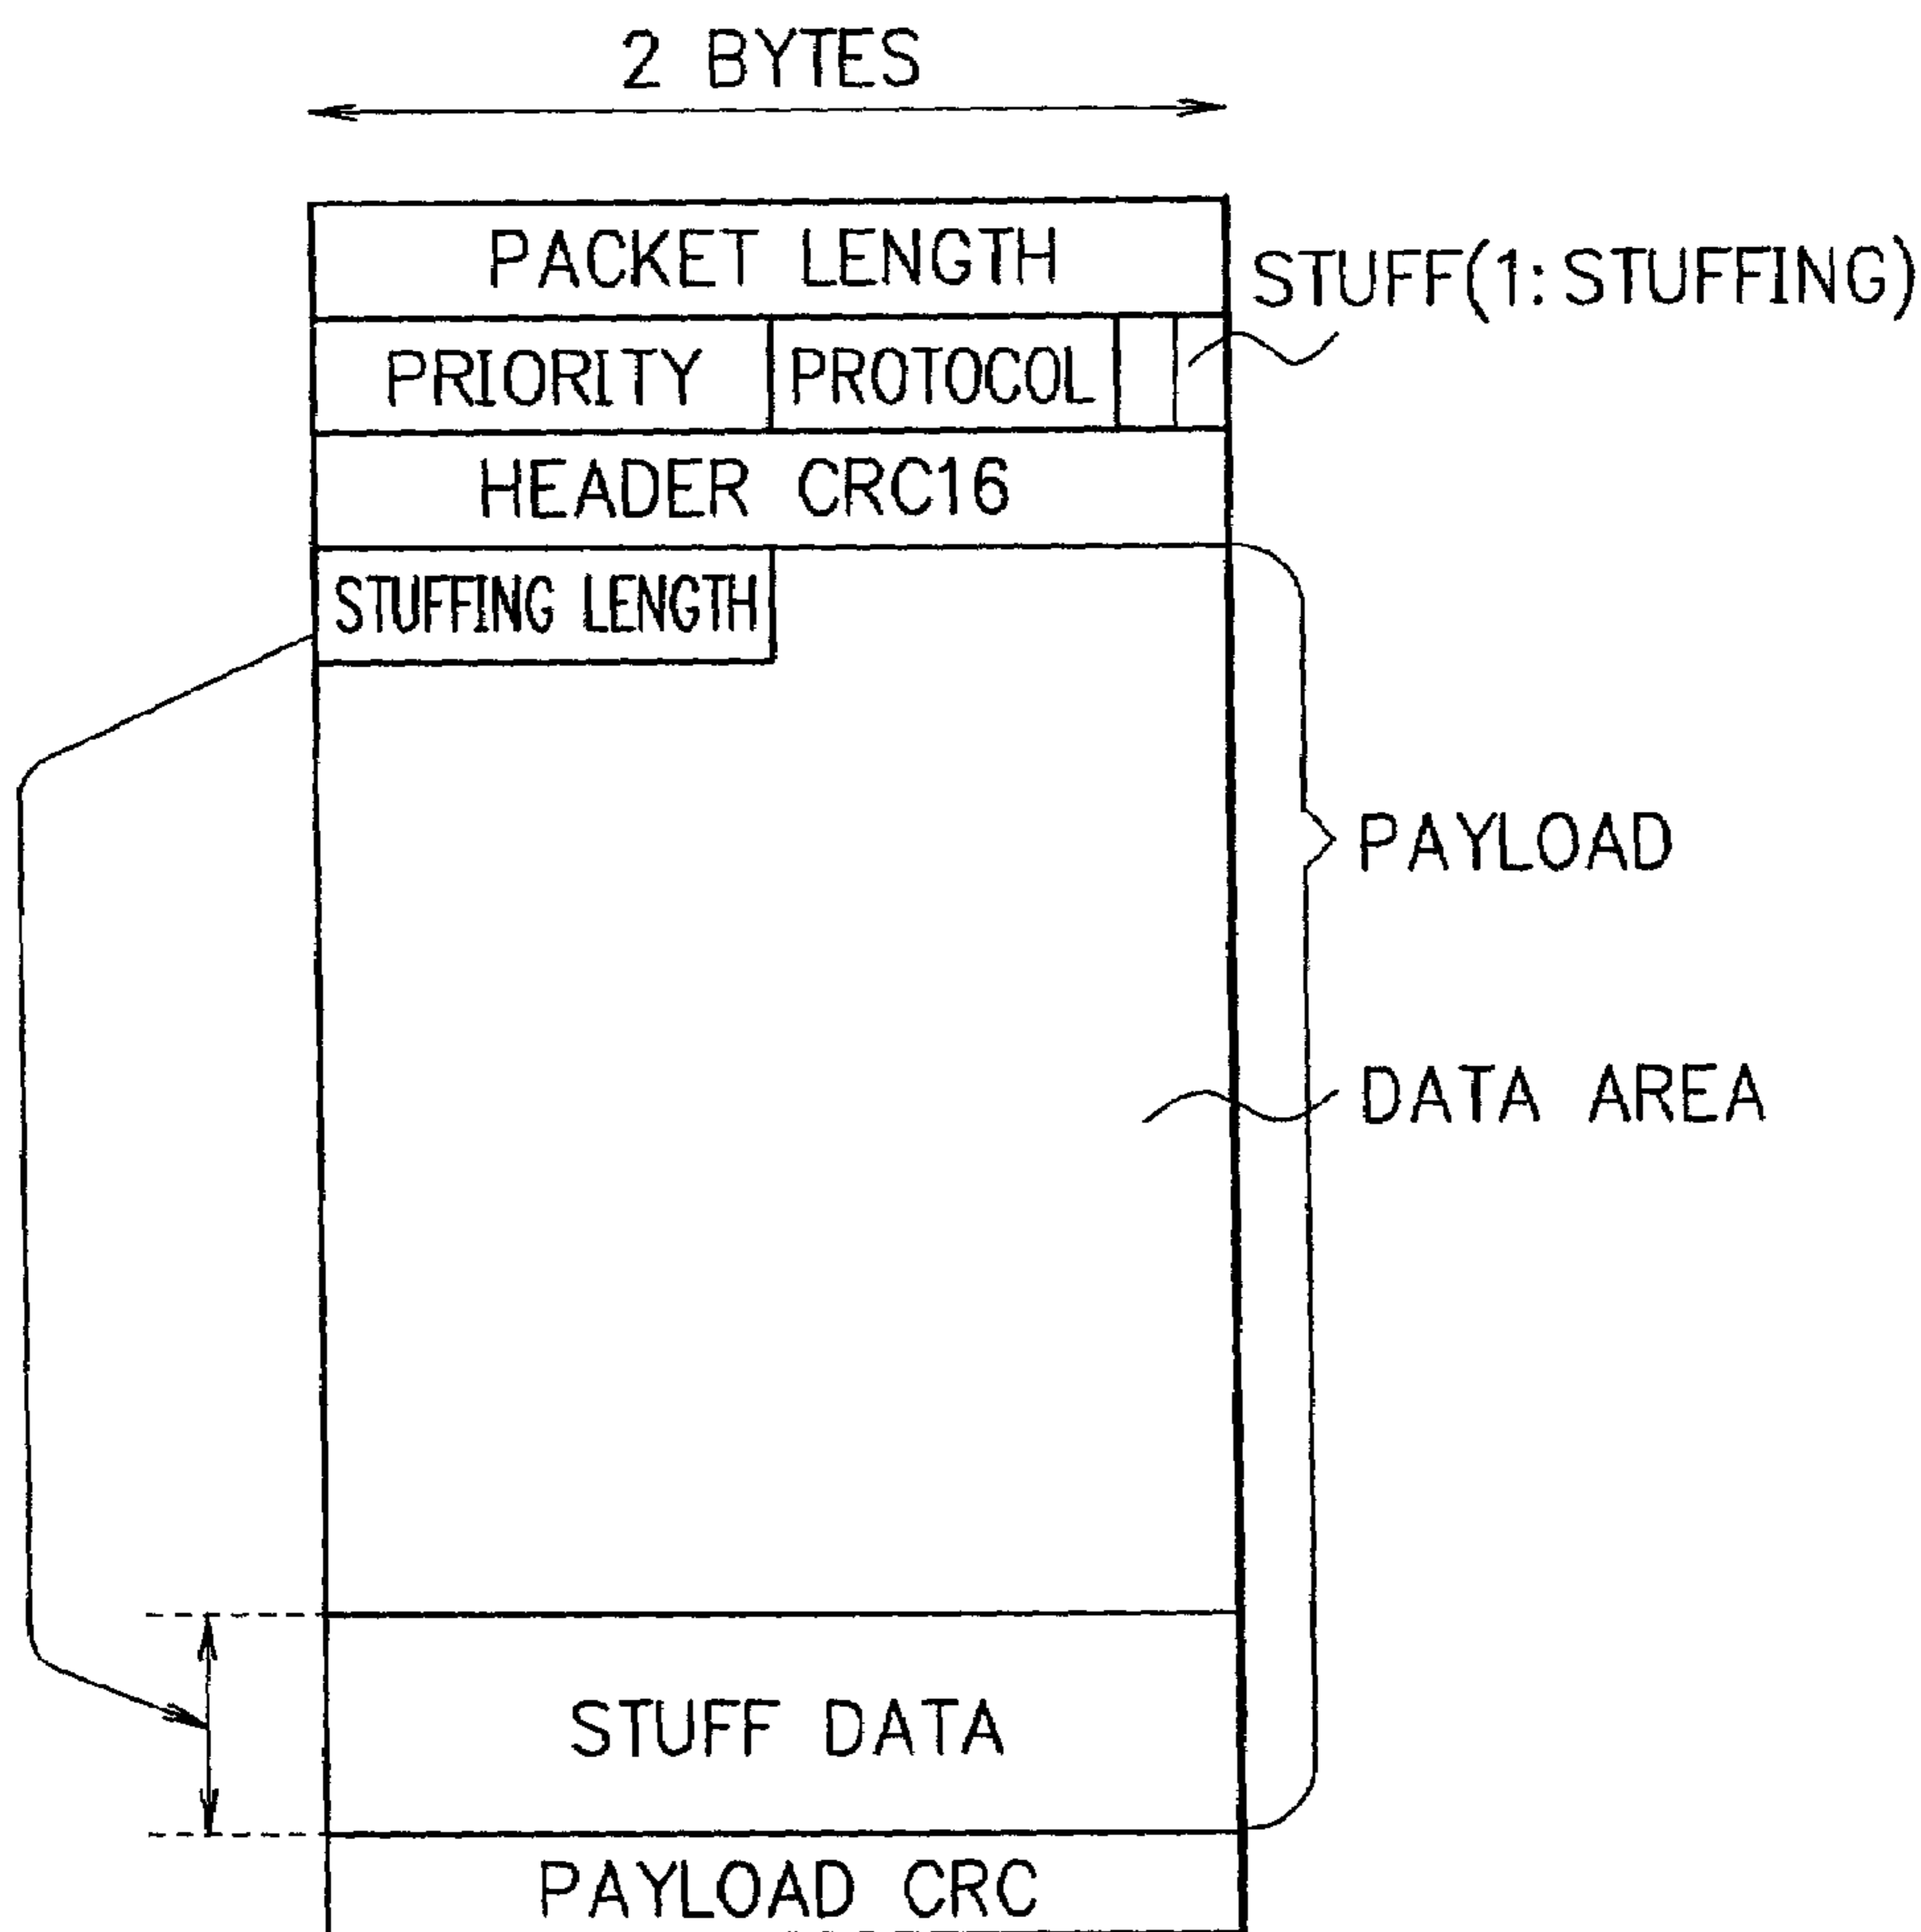 2 BYTES
PACKET LENGTH
STUFF(1: STUFFING)
PRIORITY
PROTOCOL
HEADER CRC16
STUFFING LENGTH
PAYLOAD
DATA AREA
STUFF DATA
PAYLOAD CRC